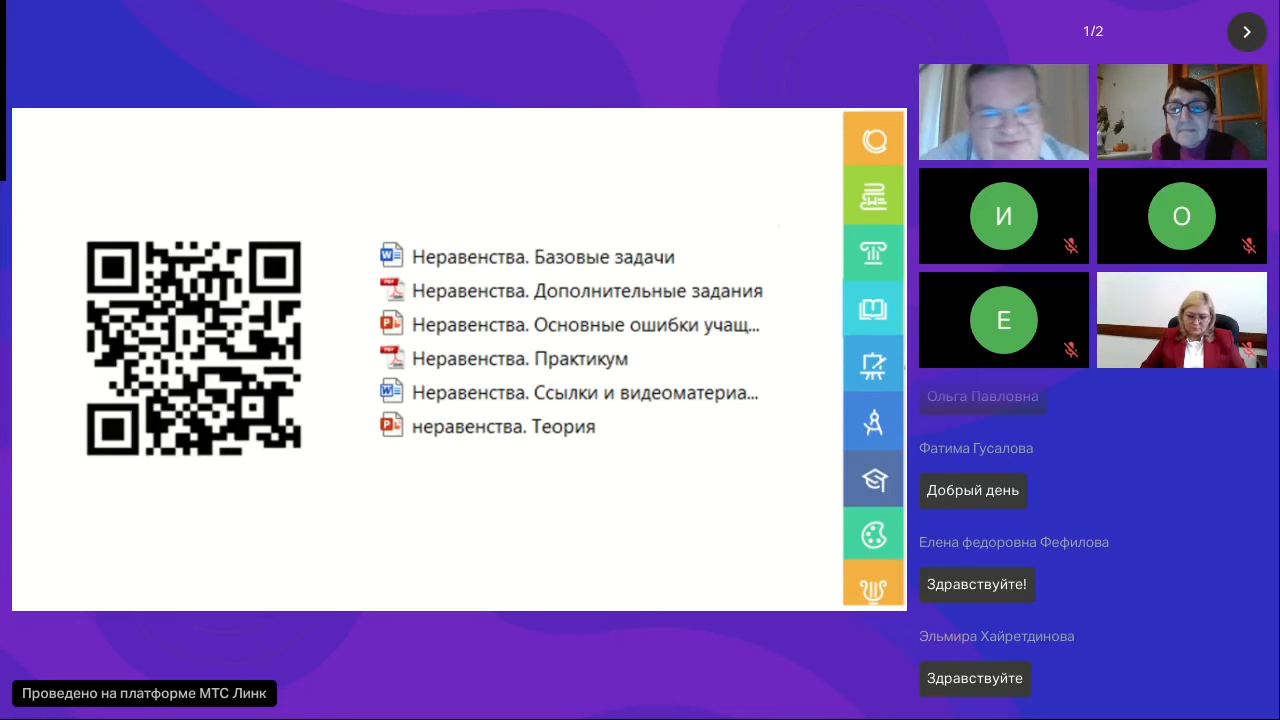 1/2
Неравенства. Базовые задачи
Неравенства. Дополнительные задания
Неравенства. Основные ошибки учащ...
Неравенства. Практикум
Неравенства. Ссылки и видеоматериа...
неравенства. Теория
И
О
Е
Ольга Павловна
Фатима Гусалова
Добрый день
Елена федоровна Фефилова
Здравствуйте!
Эльмира Хайретдинова
Здравствуйте
Проведено на платформе МТС Линк